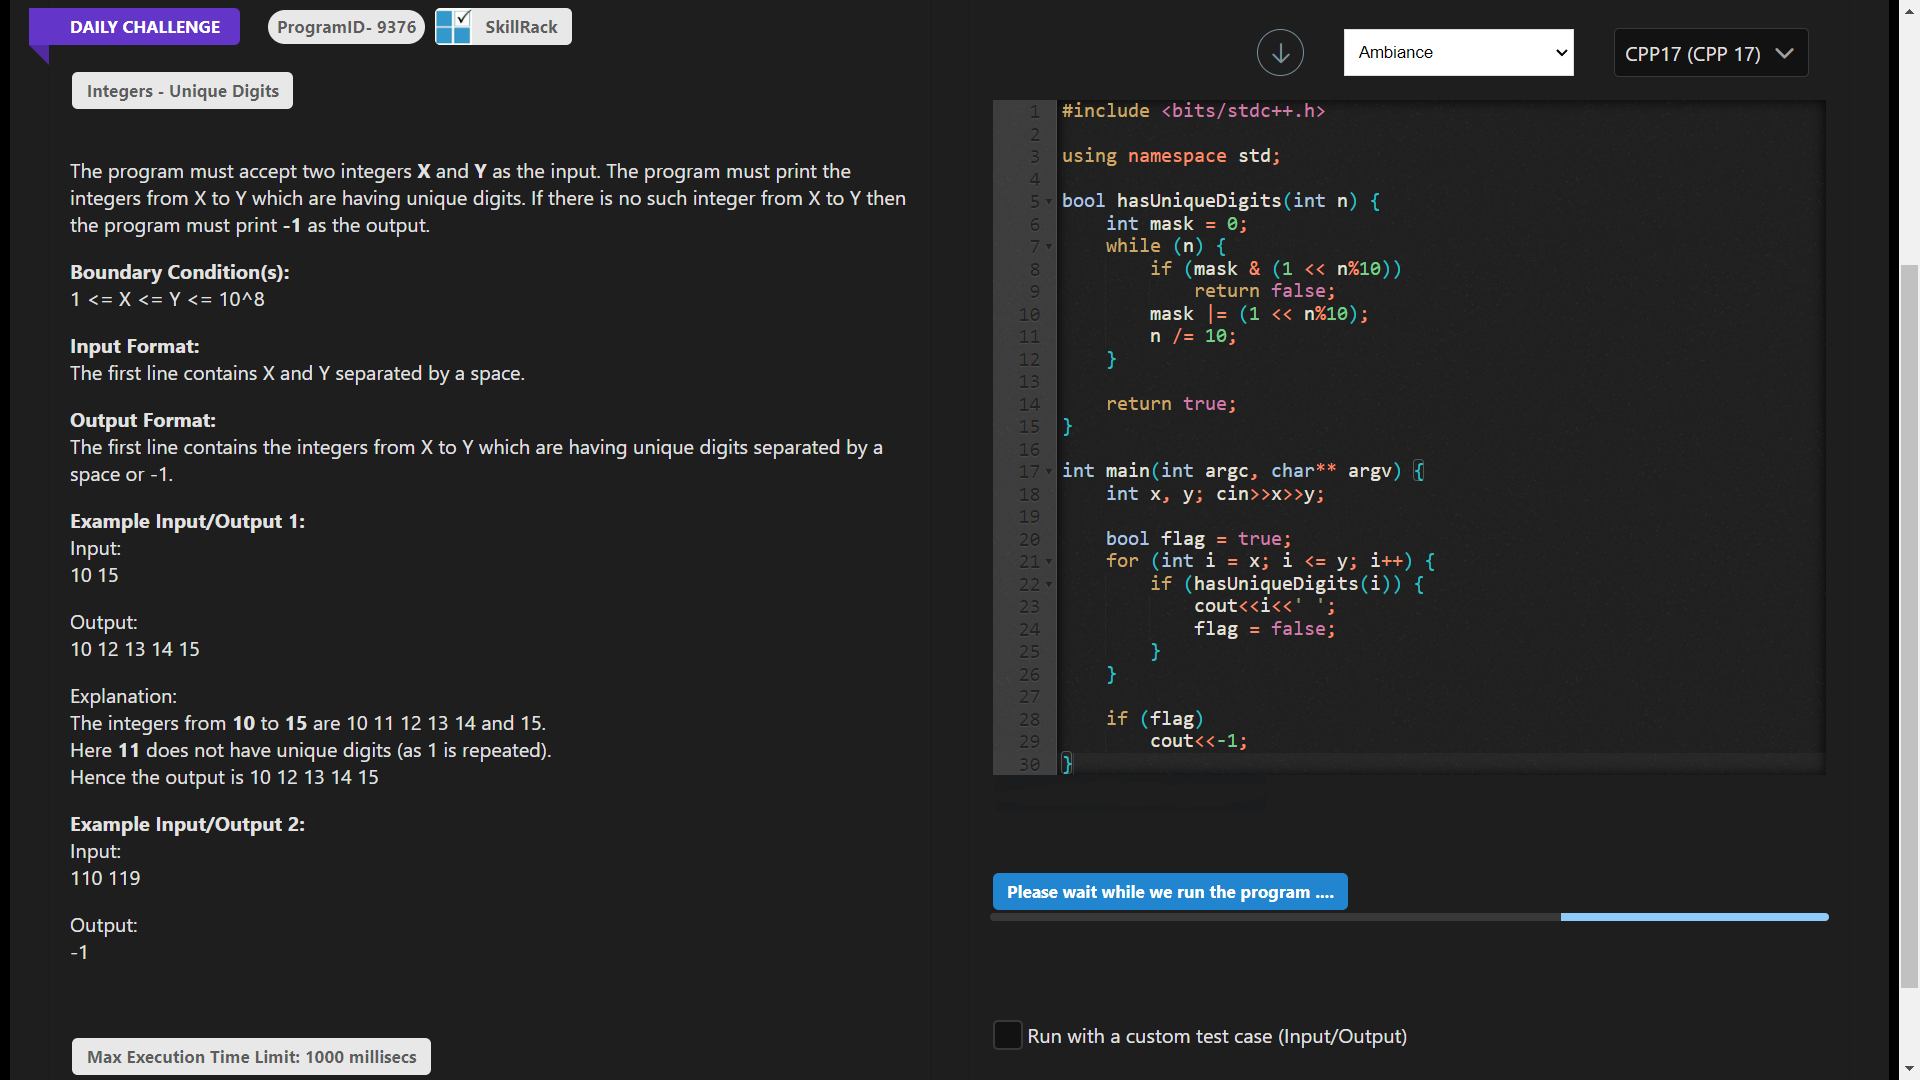 DAILY CHALLENGE
ProgramID- 9376
SkillRack
Integers - Unique Digits
The program must accept two integers X and Y as the input. The program must print the
integers from X to Y which are having unique digits. If there is no such integer from X to Y then
the program must print -1 as the output.
Boundary Condition(s):
1 <= X <= Y <= 10^8
Input Format:
The first line contains X and Y separated by a space.
Output Format:
The first line contains the integers from X to Y which are having unique digits separated by a
space or -1.
Example Input/Output 1:
Input:
10 15
Output:
10 12 13 14 15
Explanation:
The integers from 10 to 15 are 10 11 12 13 14 and 15.
Here 11 does not have unique digits (as 1 is repeated).
Hence the output is 10 12 13 14 15
Example Input/Output 2:
Input:
110 119
Output:
-1
Max Execution Time Limit: 1000 millisecs
Ambiance
CPP17 (CPP 17)
1 #include <bits/stdc++.h>
2
3 using namespace std;
4
5 bool hasUniqueDigits(int n) {
6     int mask = 0;
7     while (n) {
8         if (mask & (1 << n%10))
9             return false;
10         mask |= (1 << n%10);
11         n /= 10;
12     }
13
14     return true;
15 }
16
17 int main(int argc, char** argv) {
18     int x, y; cin>>x>>y;
19
20     bool flag = true;
21     for (int i = x; i <= y; i++) {
22         if (hasUniqueDigits(i)) {
23             cout<<i<<' ';
24             flag = false;
25         }
26     }
27
28     if (flag)
29         cout<<-1;
30 }
Please wait while we run the program ....
Run with a custom test case (Input/Output)